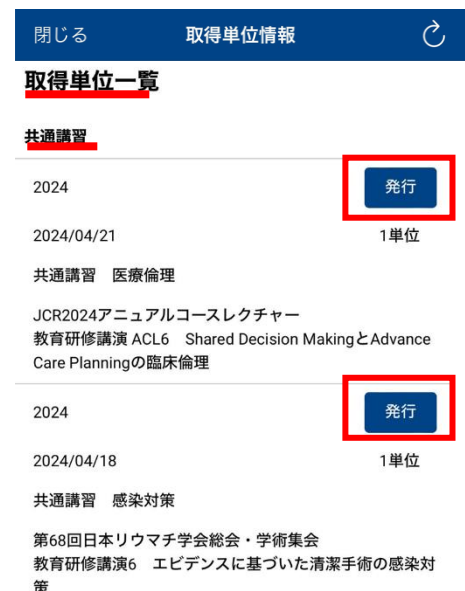 閉じる 取得単位情報
取得単位一覧
共通講習
2024 発行
2024/04/21 1単位
共通講習 医療倫理
JCR2024アニュアルコースレクチャー
教育研修講演 ACL6 Shared Decision MakingとAdvance
Care Planningの臨床倫理
2024 発行
2024/04/18 1単位
共通講習 感染対策
第68回日本リウマチ学会総会・学術集会
教育研修講演6 エビデンスに基づいた清潔手術の感染対
策